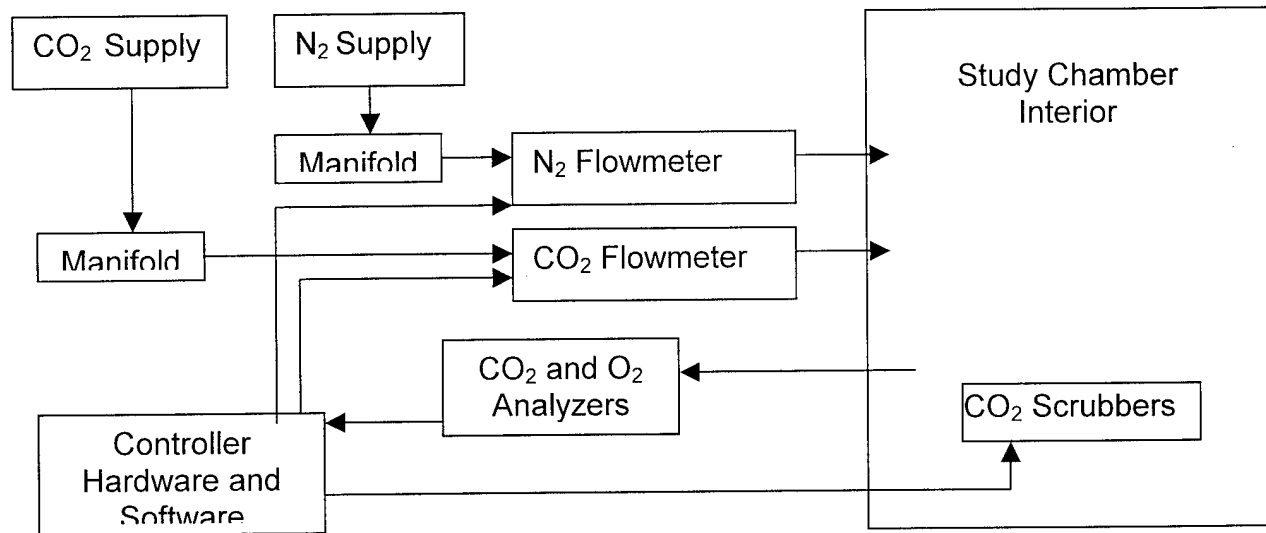 CO₂ Supply
N₂ Supply
Study Chamber
Interior
Manifold
N₂ Flowmeter
Manifold
CO₂ Flowmeter
CO₂ and O₂
Analyzers
CO₂ Scrubbers
Controller
Hardware and
Software